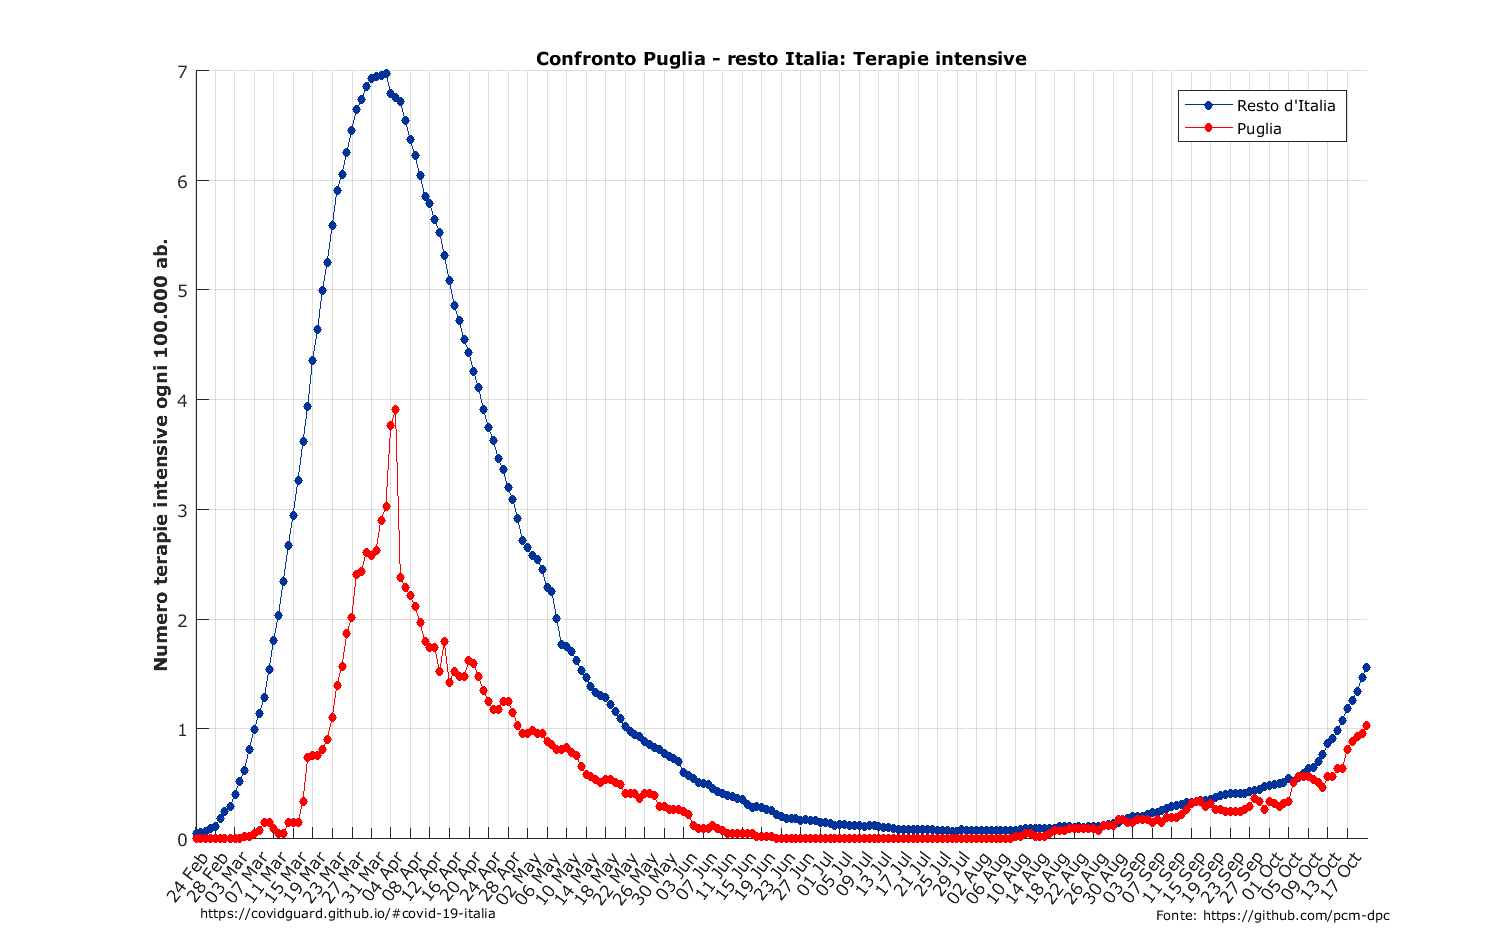 Confronto Puglia - resto Italia: Terapie intensive
Numero terapie intensive ogni 100.000 ab.
7
6
5
4
3
2
1
0
Resto d'Italia
Puglia
24 Feb
28 Feb
03 Mar
07 Mar
11 Mar
15 Mar
19 Mar
23 Mar
27 Mar
31 Mar
04 Apr
08 Apr
12 Apr
16 Apr
20 Apr
24 Apr
28 Apr
02 May
06 May
10 May
14 May
18 May
22 May
26 May
30 May
03 Jun
07 Jun
11 Jun
15 Jun
19 Jun
23 Jun
27 Jun
01 Jul
05 Jul
09 Jul
13 Jul
17 Jul
21 Jul
25 Jul
29 Jul
02 Aug
06 Aug
10 Aug
14 Aug
18 Aug
22 Aug
26 Aug
30 Aug
03 Sep
07 Sep
11 Sep
15 Sep
19 Sep
23 Sep
27 Sep
01 Oct
05 Oct
09 Oct
13 Oct
17 Oct
https://covidguard.github.io/#covid-19-italia
Fonte: https://github.com/pcm-dpc